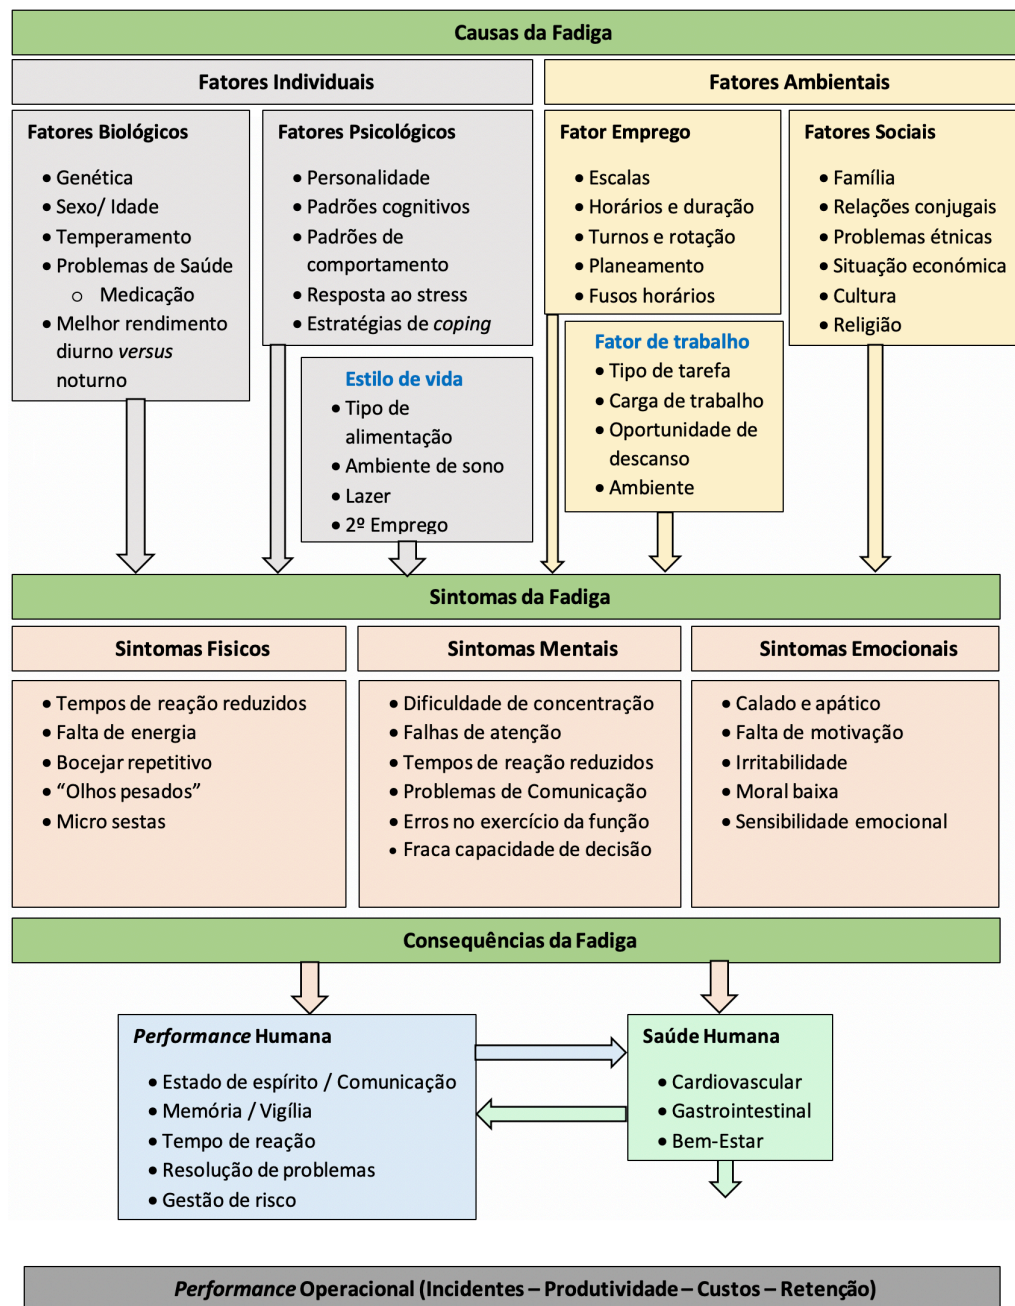 Causas da Fadiga
Fatores Individuais
Fatores Ambientais
Fatores Biológicos
• Genética
• Sexo/ Idade
• Temperamento
• Problemas de Saúde
o Medicação
• Melhor rendimento
diurno versus
noturno
Fatores Psicológicos
• Personalidade
• Padrões cognitivos
• Padrões de
comportamento
• Resposta ao stress
• Estratégias de coping
Estilo de vida
• Tipo de
alimentação
• Ambiente de sono
• Lazer
• 2º Emprego
Fator Emprego
• Escalas
• Horários e duração
• Turnos e rotação
• Planeamento
• Fusos horários
Fator de trabalho
• Tipo de tarefa
• Carga de trabalho
• Oportunidade de
descanso
• Ambiente
Fatores Sociais
• Família
• Relações conjugais
• Problemas étnicas
• Situação económica
• Cultura
• Religião
Sintomas da Fadiga
Sintomas Fisicos
• Tempos de reação reduzidos
• Falta de energia
• Bocejar repetitivo
• “Olhos pesados”
• Micro sestas
Sintomas Mentais
• Dificuldade de concentração
• Falhas de atenção
• Tempos de reação reduzidos
• Problemas de Comunicação
• Erros no exercício da função
• Fraca capacidade de decisão
Sintomas Emocionais
• Calado e apático
• Falta de motivação
• Irritabilidade
• Moral baixa
• Sensibilidade emocional
Consequências da Fadiga
Performance Humana
• Estado de espírito / Comunicação
• Memória / Vigília
• Tempo de reação
• Resolução de problemas
• Gestão de risco
Saúde Humana
• Cardiovascular
• Gastrointestinal
• Bem-Estar
Performance Operacional (Incidentes – Produtividade – Custos – Retenção)